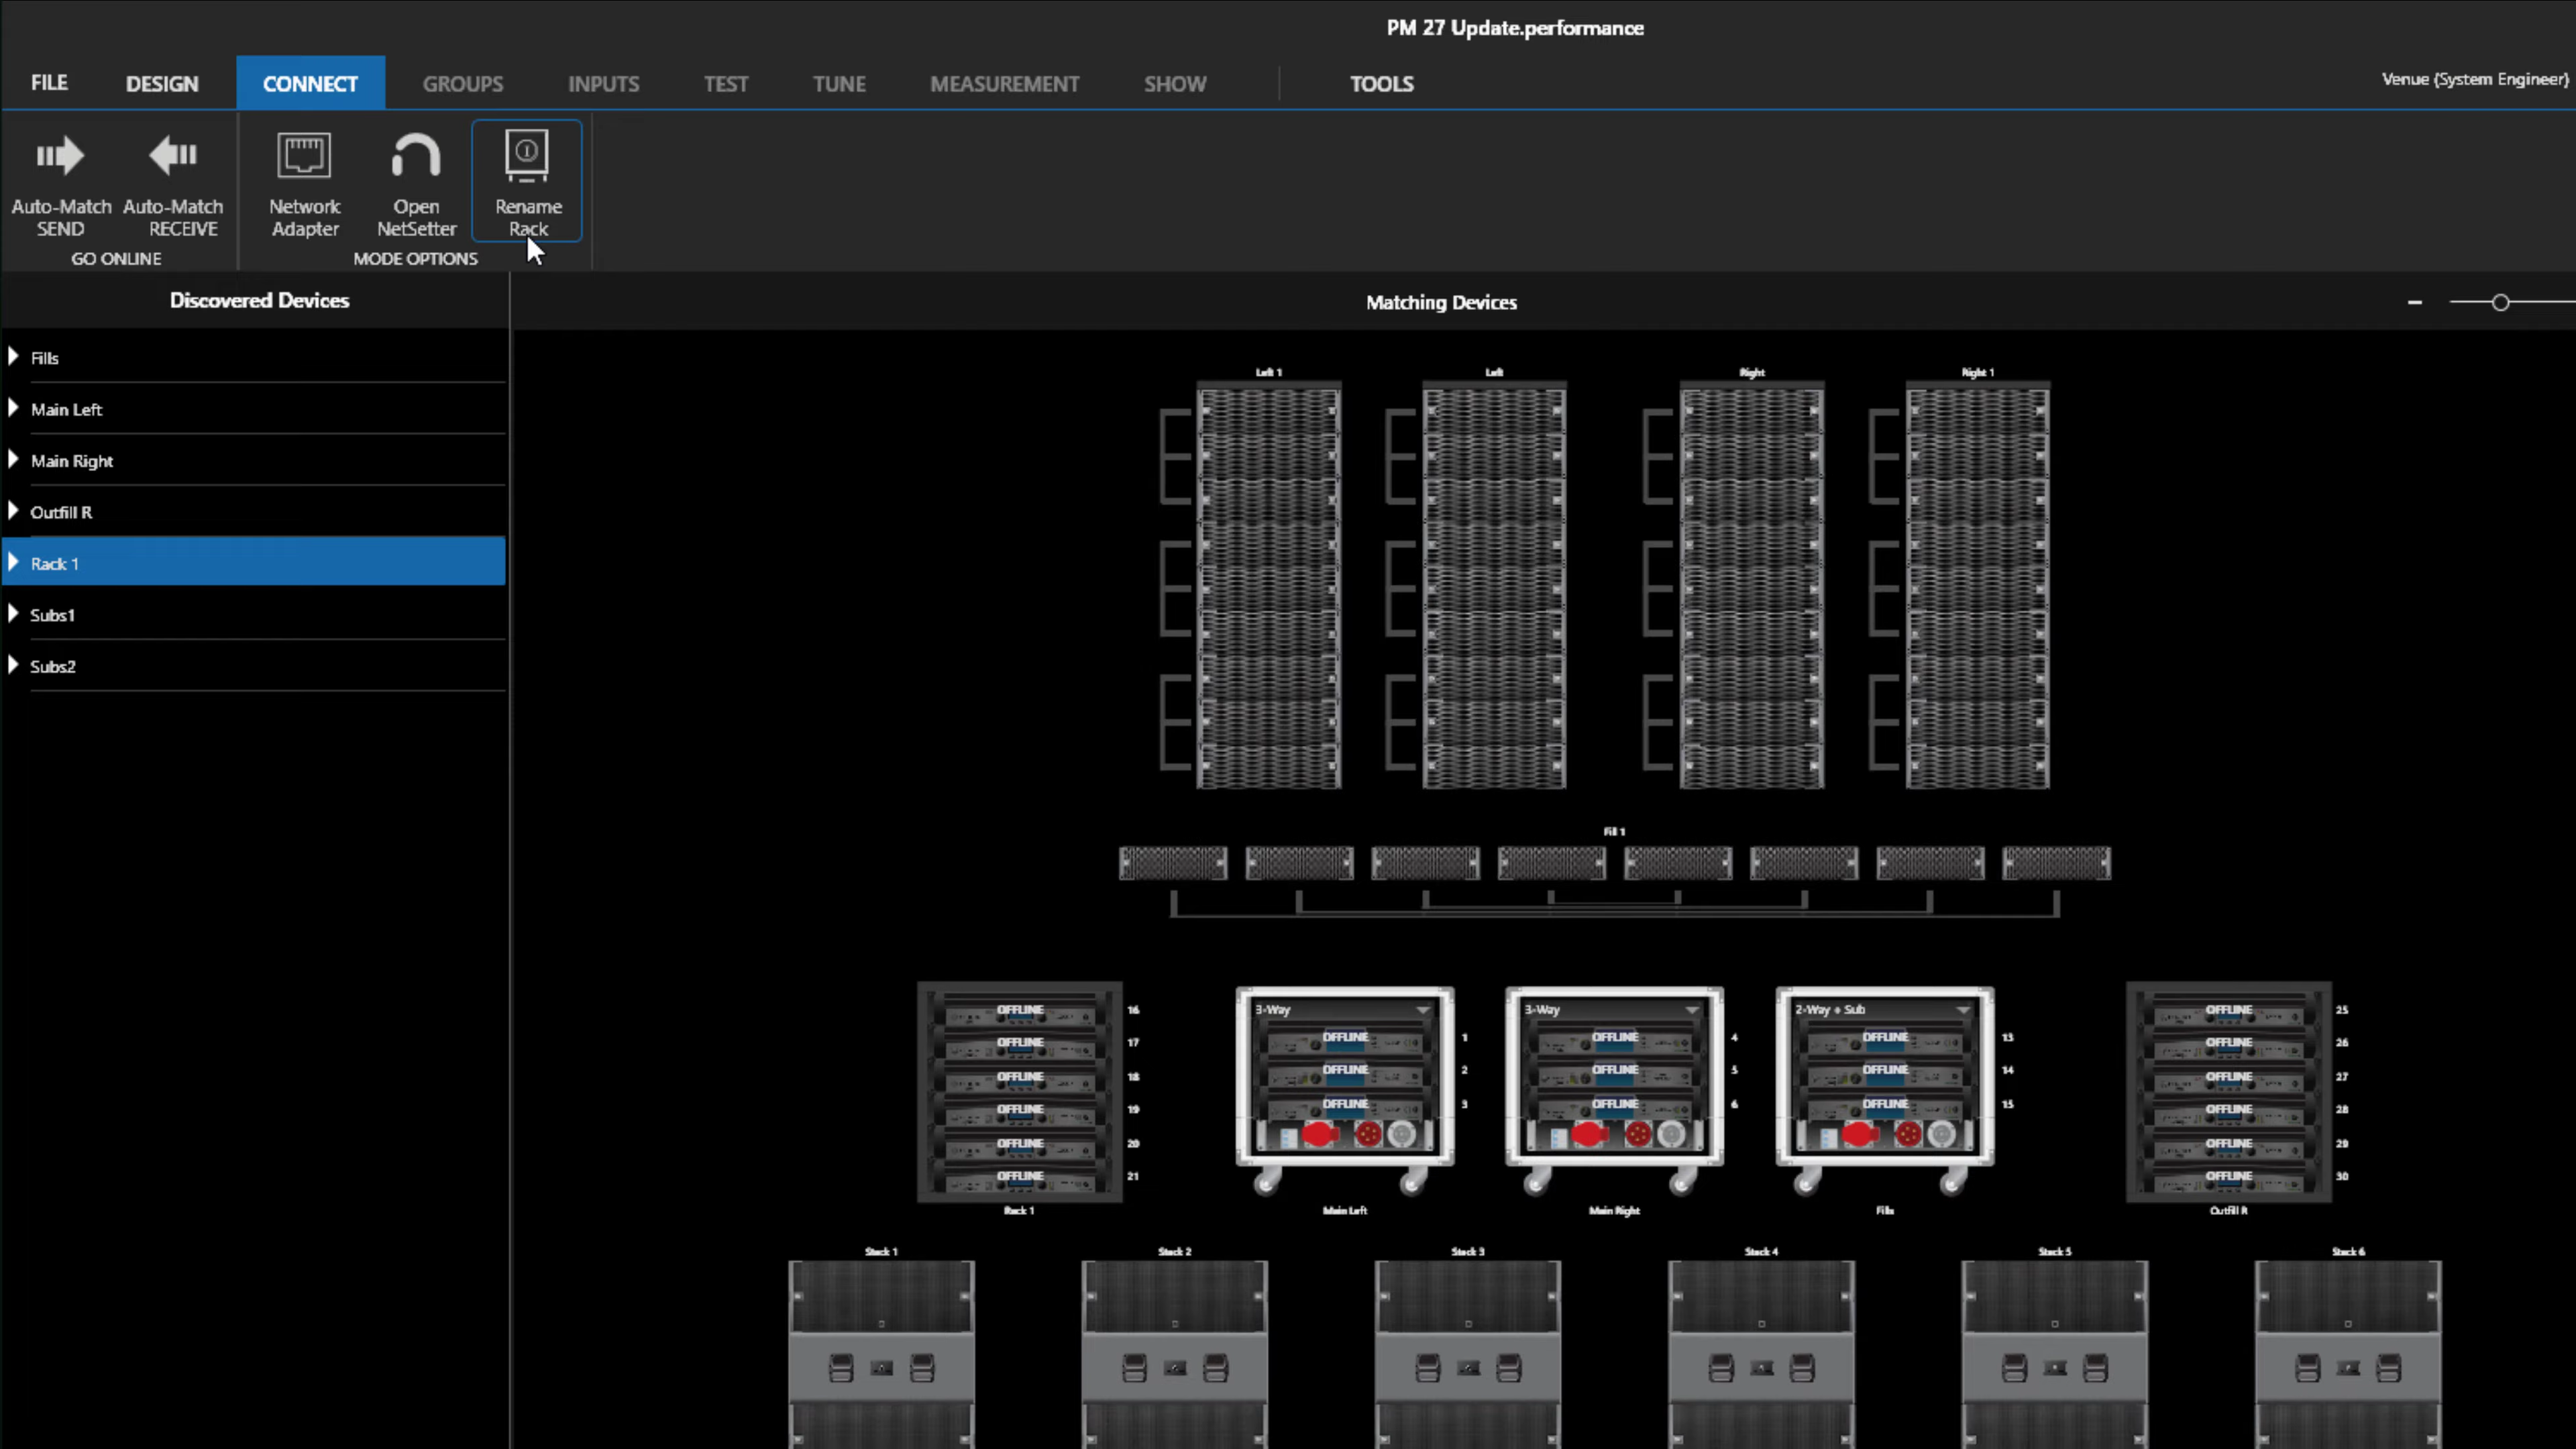 PM 27 Update.performance
FILE DESIGN CONNECT GROUPS INPUTS TEST TUNE MEASUREMENT SHOW TOOLS
Venue (System Engineer)
Auto-Match SEND
Auto-Match RECEIVE
Network Adapter
Open NetSetter
Rename Rack
GO ONLINE
MODE OPTIONS
Discovered Devices
Matching Devices
Fills
Main Left
Main Right
Outfill R
Rack 1
Subs1
Subs2
Left 1 Left Right Right 1
Fill 1
OFFLINE 16
OFFLINE 17
OFFLINE 18
OFFLINE 19
OFFLINE 20
OFFLINE 21
Rack 1
3-Way
OFFLINE 1
OFFLINE 2
OFFLINE 3
Main Left
3-Way
OFFLINE 4
OFFLINE 5
OFFLINE 6
Main Right
2-Way + Sub
OFFLINE 13
OFFLINE 14
OFFLINE 15
Fills
OFFLINE 25
OFFLINE 26
OFFLINE 27
OFFLINE 28
OFFLINE 29
OFFLINE 30
Outfill R
Stack 1 Stack 2 Stack 3 Stack 4 Stack 5 Stack 6